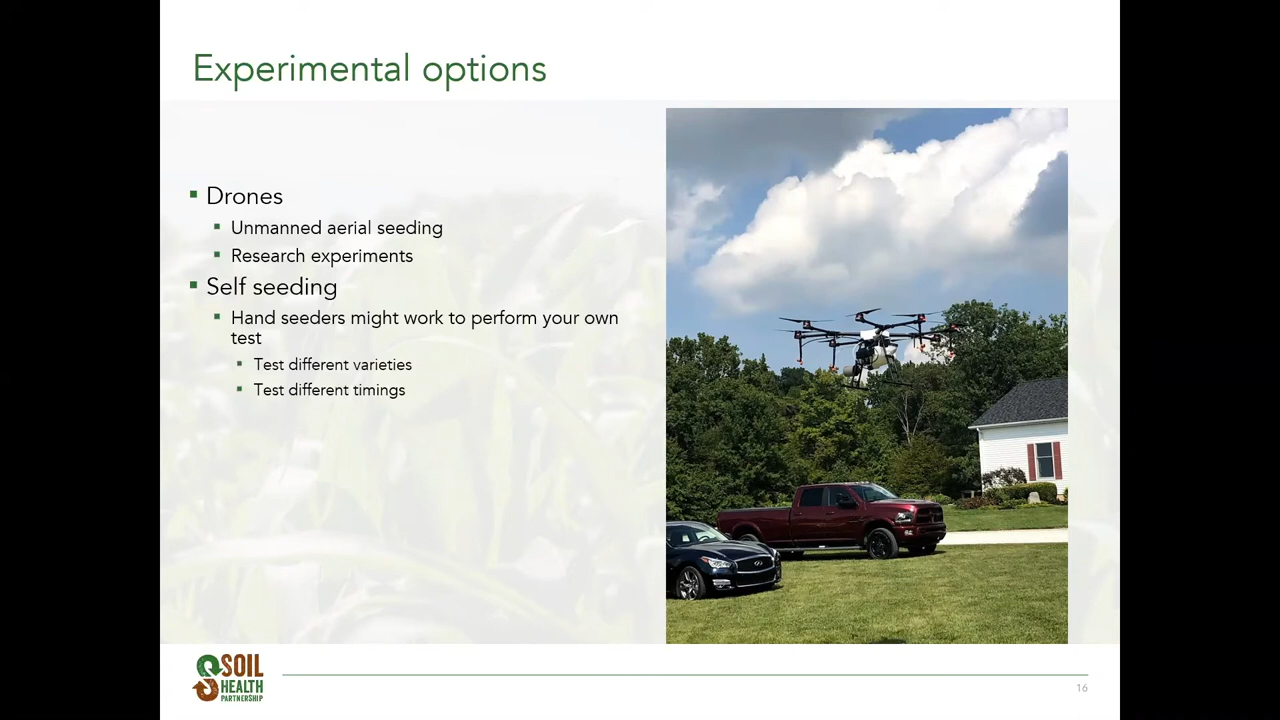 Experimental options
▪ Drones
▪ Unmanned aerial seeding
▪ Research experiments
▪ Self seeding
▪ Hand seeders might work to perform your own
test
▪ Test different varieties
▪ Test different timings
SOIL
HEALTH
PARTNERSHIP
16